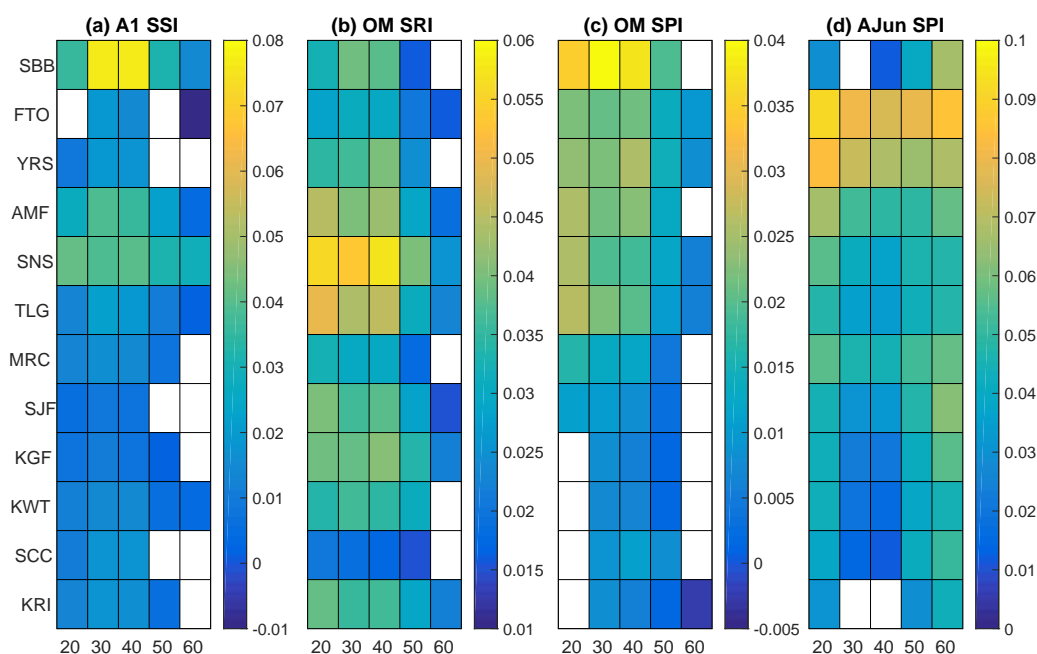 (a) A1 SSI (b) OM SRI (c) OM SPI (d) AJun SPI
SBB
FTO
YRS
AMF
SNS
TLG
MRC
SJF
KGF
KWT
SCC
KRI
20 30 40 50 60
0.08
0.07
0.06
0.05
0.04
0.03
0.02
0.01
0
-0.01
20 30 40 50 60
0.06
0.055
0.05
0.045
0.04
0.035
0.03
0.025
0.02
0.015
0.01
20 30 40 50 60
0.04
0.035
0.03
0.025
0.02
0.015
0.01
0.005
0
-0.005
20 30 40 50 60
0.1
0.09
0.08
0.07
0.06
0.05
0.04
0.03
0.02
0.01
0